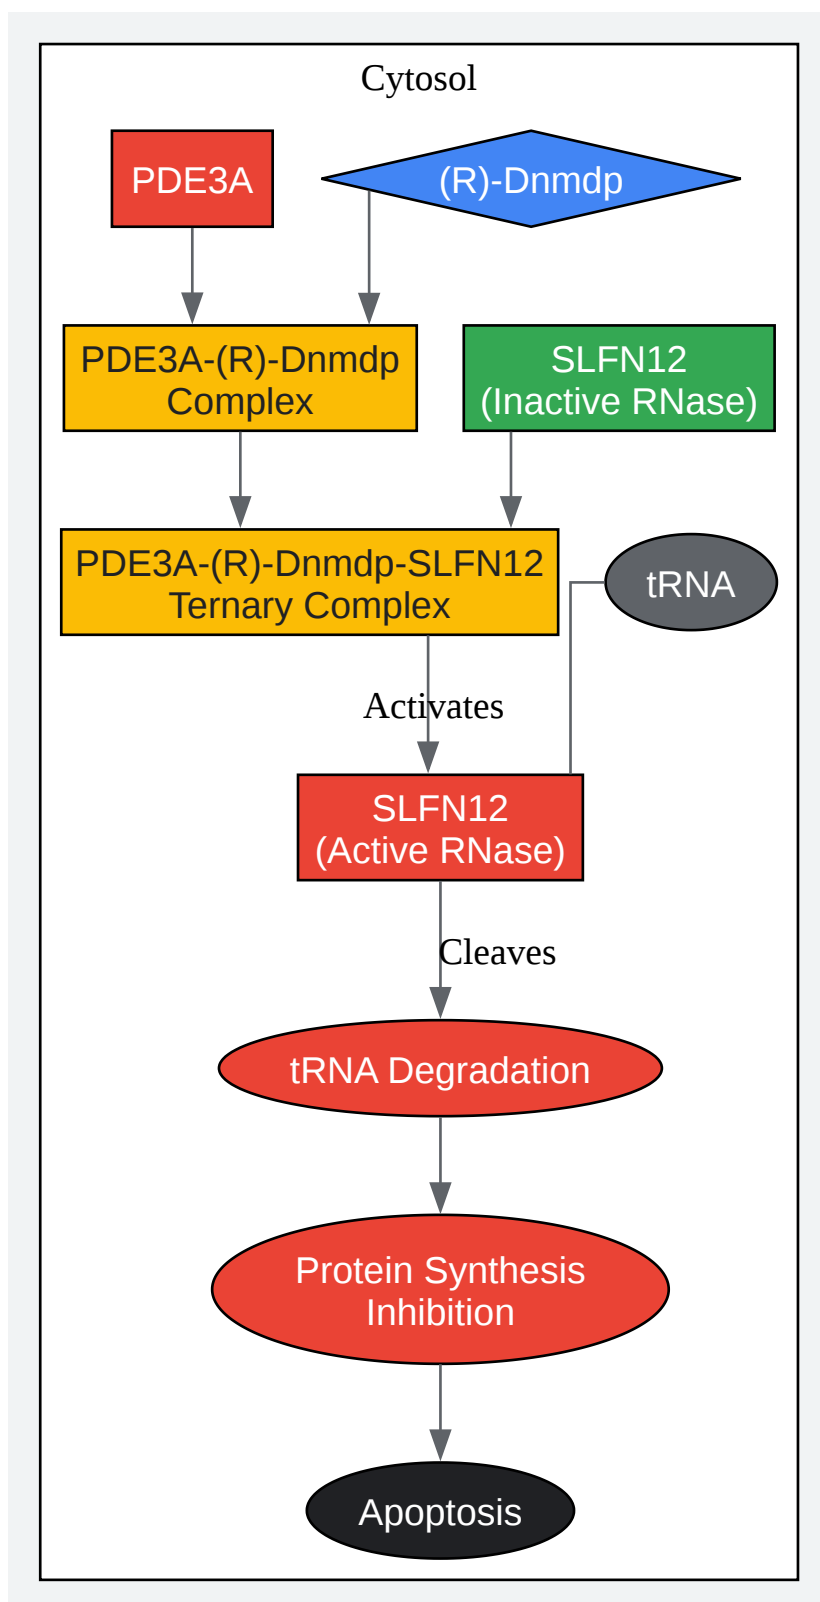 Cytosol
PDE3A
(R)-Dnmdp
PDE3A-(R)-Dnmdp
Complex
SLFN12
(Inactive RNase)
PDE3A-(R)-Dnmdp-SLFN12
Ternary Complex
tRNA
Activates
SLFN12
(Active RNase)
Cleaves
tRNA Degradation
Protein Synthesis
Inhibition
Apoptosis